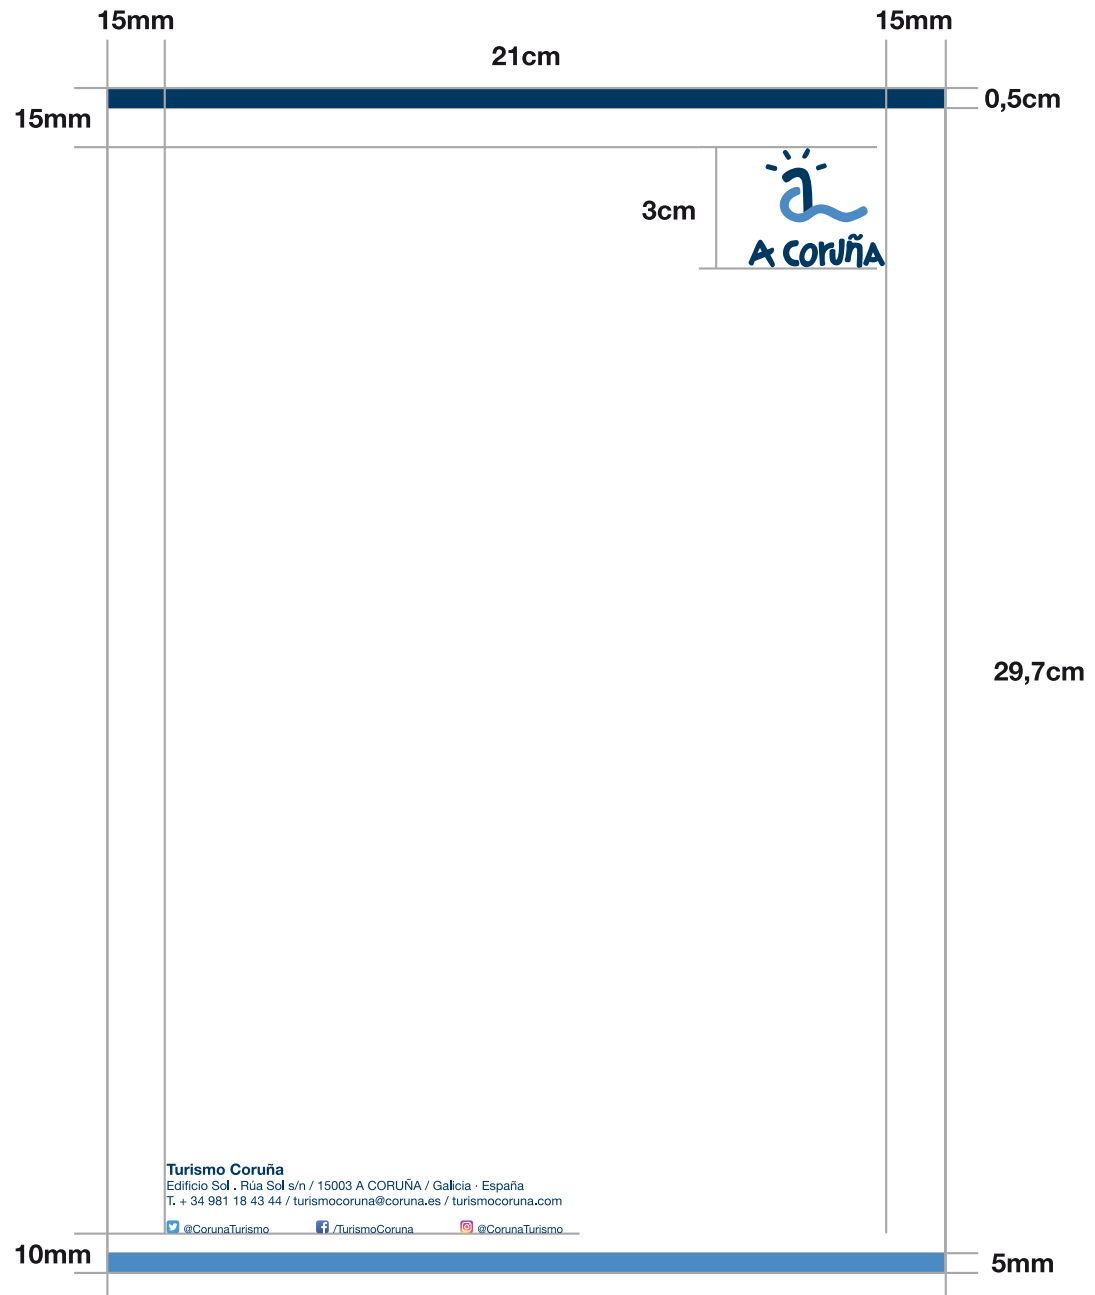 15mm 15mm
21cm
0,5cm
15mm
3cm
A CORUÑA
29,7cm
Turismo Coruña
Edificio Sol . Rúa Sol s/n / 15003 A CORUÑA / Galicia · España
T. + 34 981 18 43 44 / turismocoruna@coruna.es / turismocoruna.com
@CorunaTurismo /TurismoCoruna @CorunaTurismo
10mm
5mm